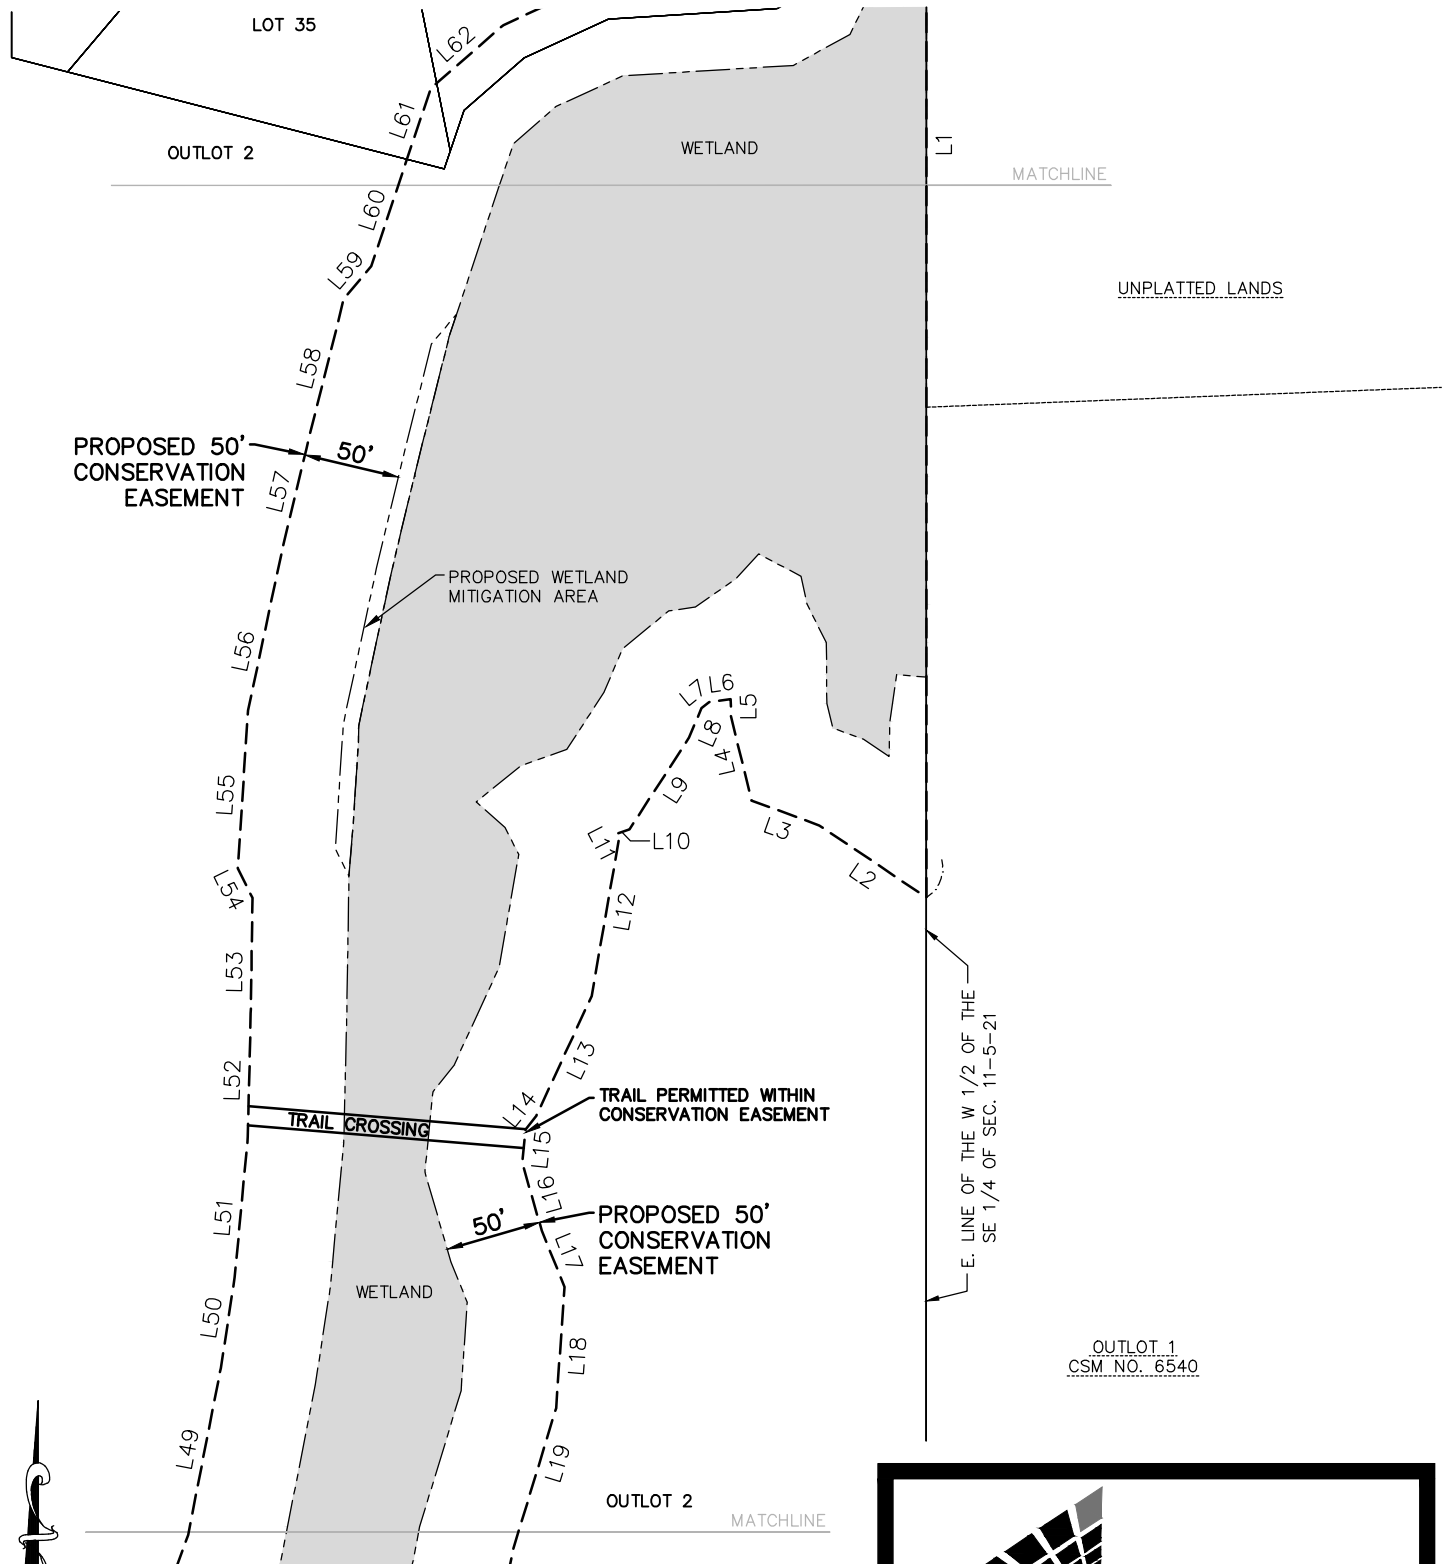 LOT 35
L62
L61
OUTLOT 2
WETLAND
L1
MATCHLINE
L60
L59
UNPLATTED LANDS
L58
PROPOSED 50'
CONSERVATION
EASEMENT
50'
L57
PROPOSED WETLAND
MITIGATION AREA
L56
L7
L6
L5
L8
L4
L55
L9
L3
L11
L10
L2
L54
L12
L53
E. LINE OF THE W 1/2 OF THE
SE 1/4 OF SEC. 11-5-21
L13
L52
L14
TRAIL PERMITTED WITHIN
CONSERVATION EASEMENT
TRAIL CROSSING
L15
L16
L51
50'
PROPOSED 50'
CONSERVATION
EASEMENT
L17
WETLAND
L50
L18
OUTLOT 1
CSM NO. 6540
L49
L19
OUTLOT 2
MATCHLINE